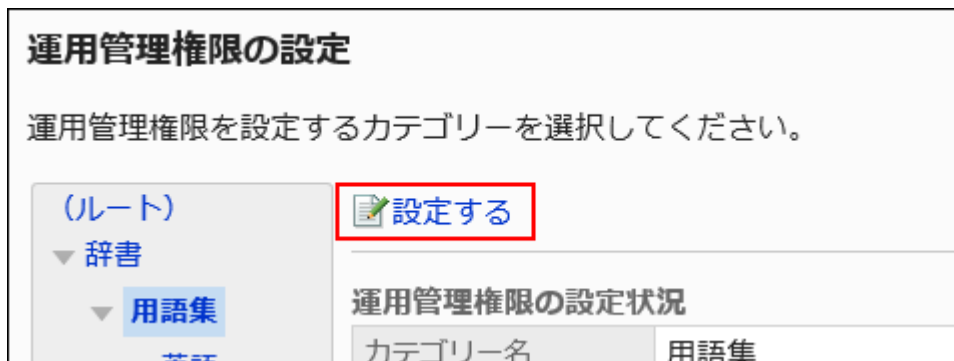 運用管理権限の設定
運用管理権限を設定するカテゴリーを選択してください。
（ルート）
設定する
辞書
用語集
運用管理権限の設定状況
カテゴリー名 用語集
英語